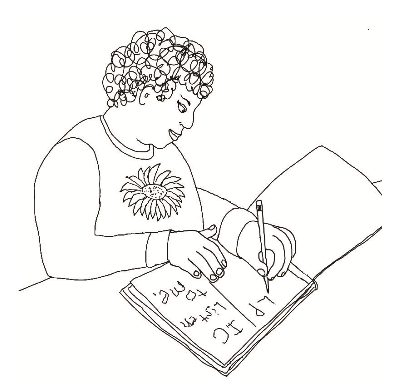 LP
IC
Listen
to me.